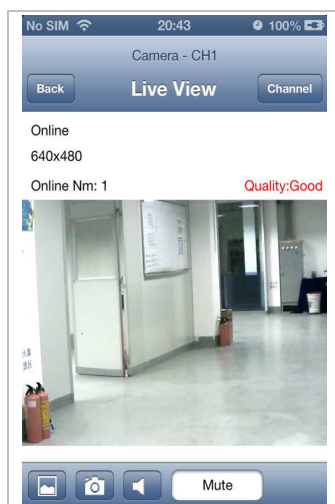 No SIM 20:43 100%
Camera - CH1
Back Live View Channel
Online
640x480
Online Nm: 1 Quality:Good
Mute